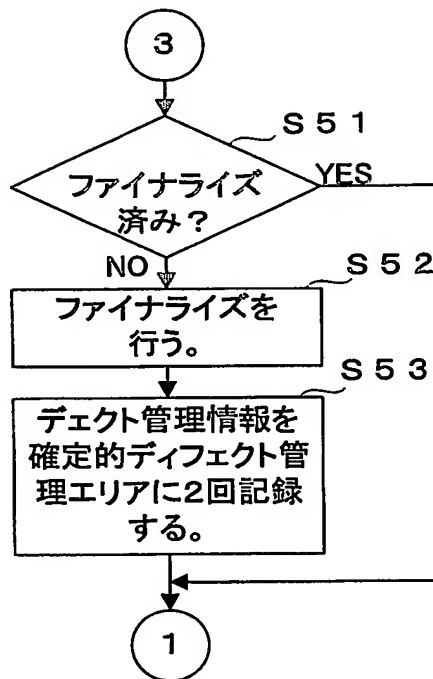 3
S51
ファイナライズ
済み?
YES
NO
S52
ファイナライズを
行う。
S53
デェクト管理情報を
確定的ディフェクト管
理エリアに2回記録
する。
1